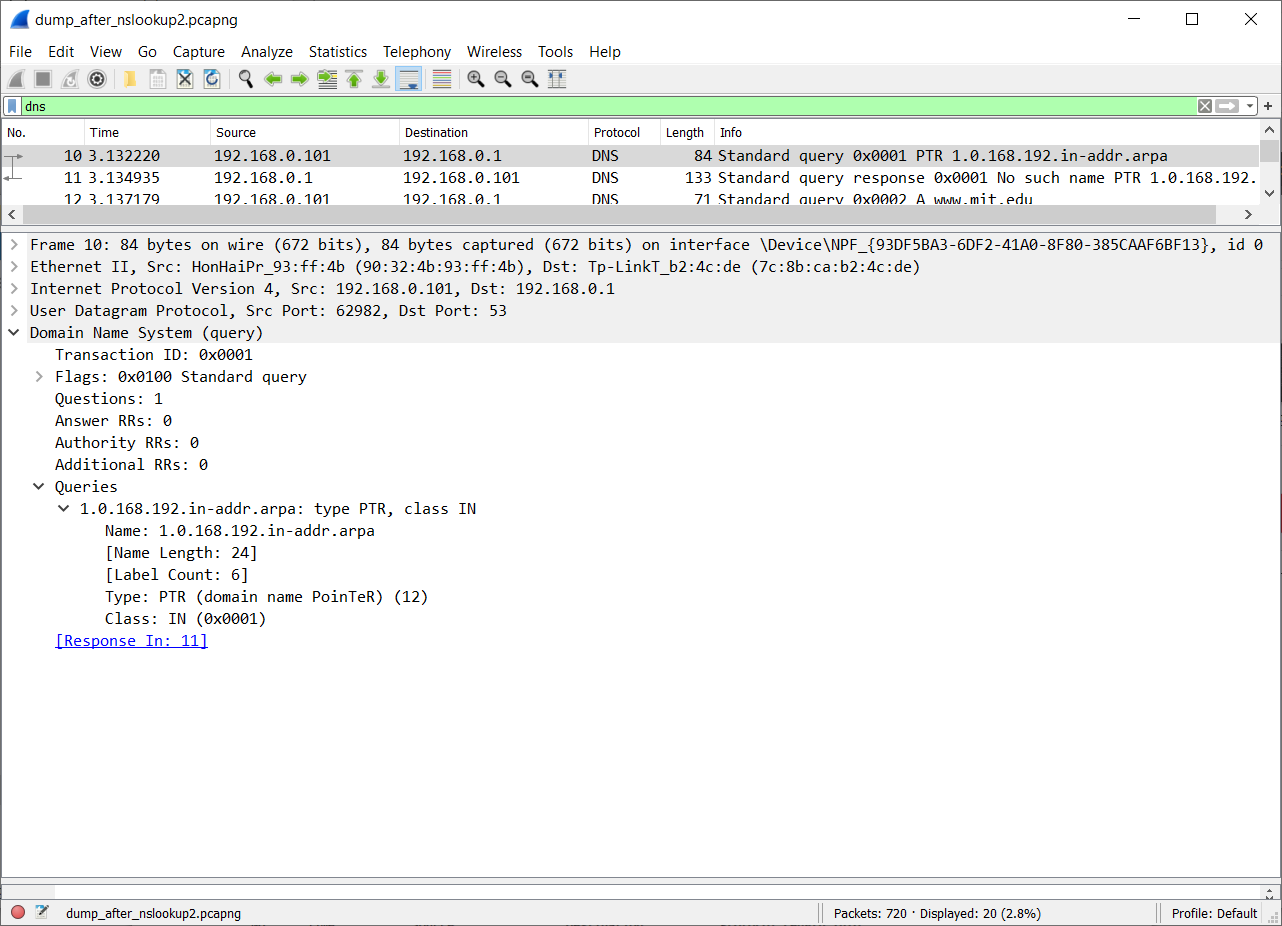 dump_after_nslookup2.pcapng
File Edit View Go Capture Analyze Statistics Telephony Wireless Tools Help
dns
No. Time Source Destination Protocol Length Info
10 3.132220 192.168.0.101 192.168.0.1 DNS 84 Standard query 0x0001 PTR 1.0.168.192.in-addr.arpa
11 3.134935 192.168.0.1 192.168.0.101 DNS 133 Standard query response 0x0001 No such name PTR 1.0.168.192.
12 3.137179 192.168.0.101 192.168.0.1 DNS 71 Standard query 0x0002 A www.mit.edu
Frame 10: 84 bytes on wire (672 bits), 84 bytes captured (672 bits) on interface \Device\NPF_{93DF5BA3-6DF2-41A0-8F80-385CAAF6BF13}, id 0
Ethernet II, Src: HonHaiPr_93:ff:4b (90:32:4b:93:ff:4b), Dst: Tp-LinkT_b2:4c:de (7c:8b:ca:b2:4c:de)
Internet Protocol Version 4, Src: 192.168.0.101, Dst: 192.168.0.1
User Datagram Protocol, Src Port: 62982, Dst Port: 53
Domain Name System (query)
Transaction ID: 0x0001
Flags: 0x0100 Standard query
Questions: 1
Answer RRs: 0
Authority RRs: 0
Additional RRs: 0
Queries
1.0.168.192.in-addr.arpa: type PTR, class IN
Name: 1.0.168.192.in-addr.arpa
[Name Length: 24]
[Label Count: 6]
Type: PTR (domain name PoinTeR) (12)
Class: IN (0x0001)
[Response In: 11]
dump_after_nslookup2.pcapng
Packets: 720 · Displayed: 20 (2.8%)
Profile: Default